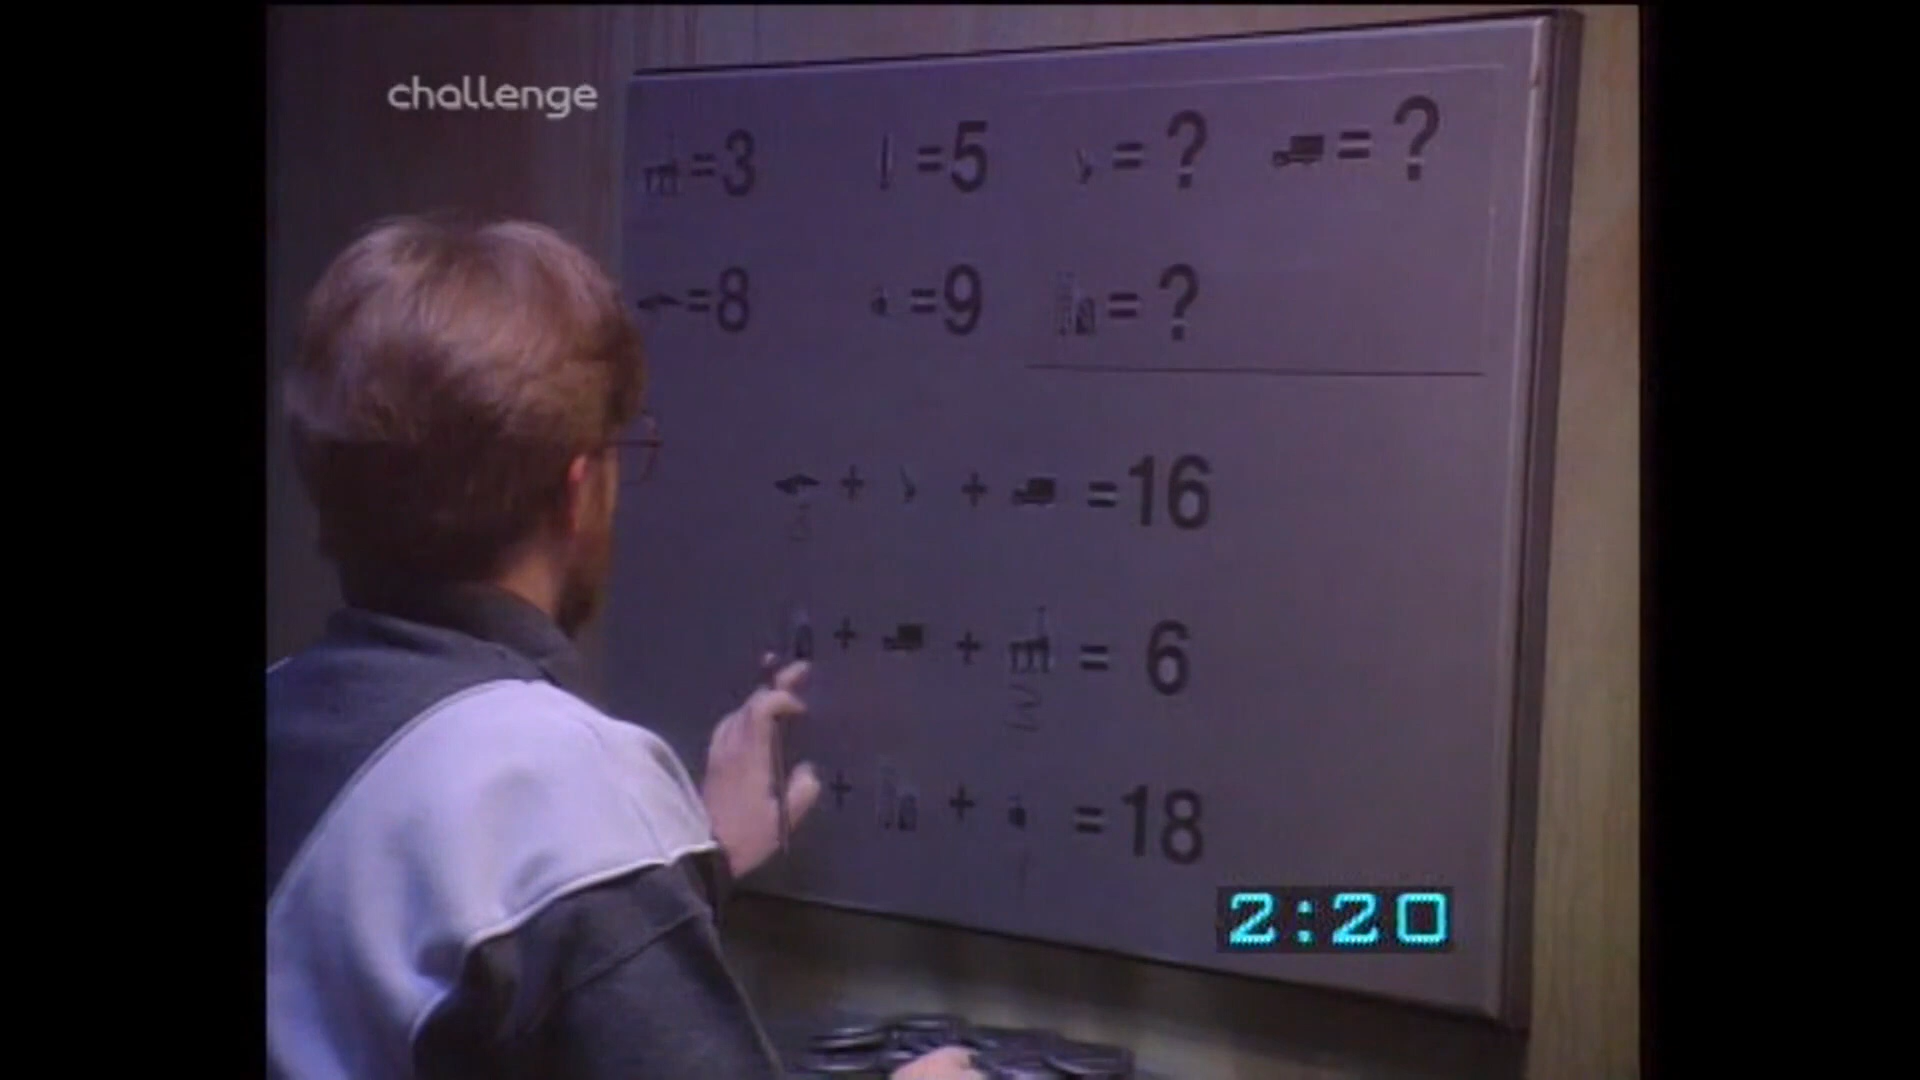 challenge
=3 =5 =? =?
=8 =9 =?
+ + =16
+ + = 6
+ + =18
2:20